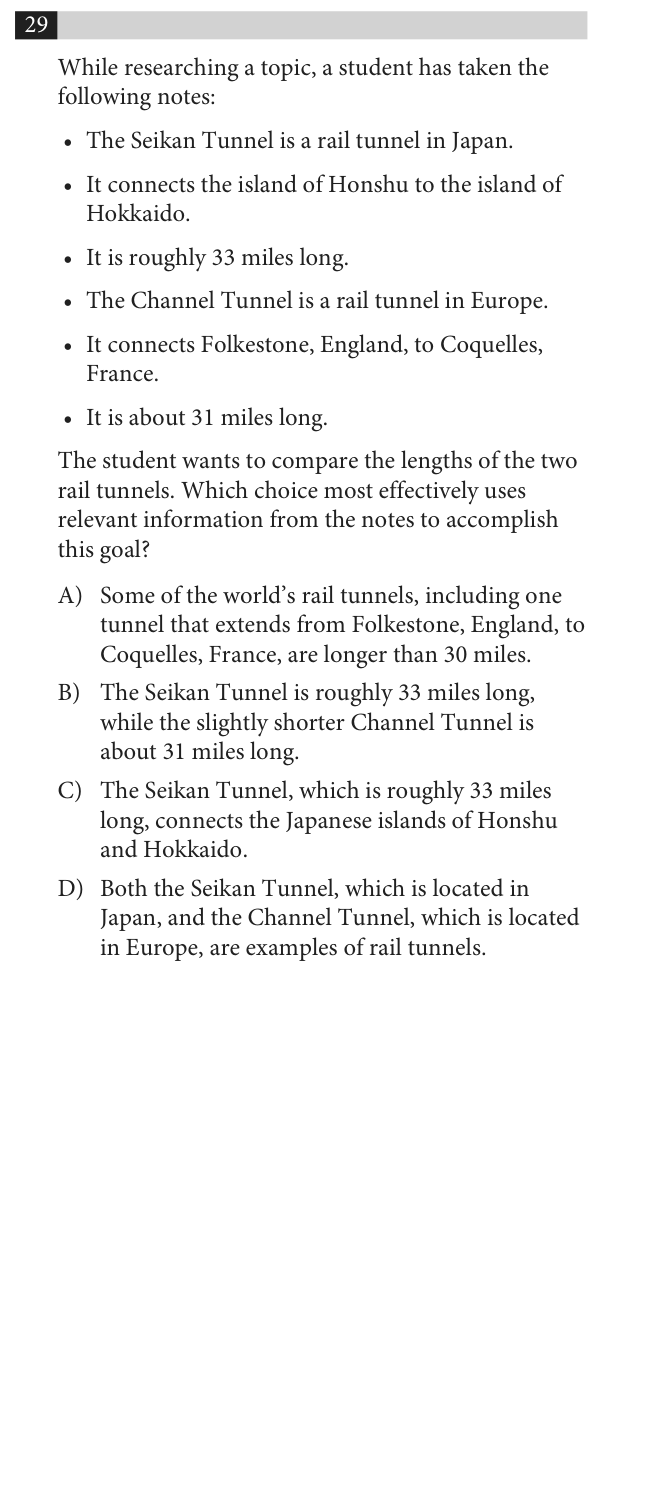 29
While researching a topic, a student has taken the
following notes:
• The Seikan Tunnel is a rail tunnel in Japan.
• It connects the island of Honshu to the island of
Hokkaido.
• It is roughly 33 miles long.
• The Channel Tunnel is a rail tunnel in Europe.
• It connects Folkestone, England, to Coquelles,
France.
• It is about 31 miles long.
The student wants to compare the lengths of the two
rail tunnels. Which choice most effectively uses
relevant information from the notes to accomplish
this goal?
A) Some of the world’s rail tunnels, including one
tunnel that extends from Folkestone, England, to
Coquelles, France, are longer than 30 miles.
B) The Seikan Tunnel is roughly 33 miles long,
while the slightly shorter Channel Tunnel is
about 31 miles long.
C) The Seikan Tunnel, which is roughly 33 miles
long, connects the Japanese islands of Honshu
and Hokkaido.
D) Both the Seikan Tunnel, which is located in
Japan, and the Channel Tunnel, which is located
in Europe, are examples of rail tunnels.